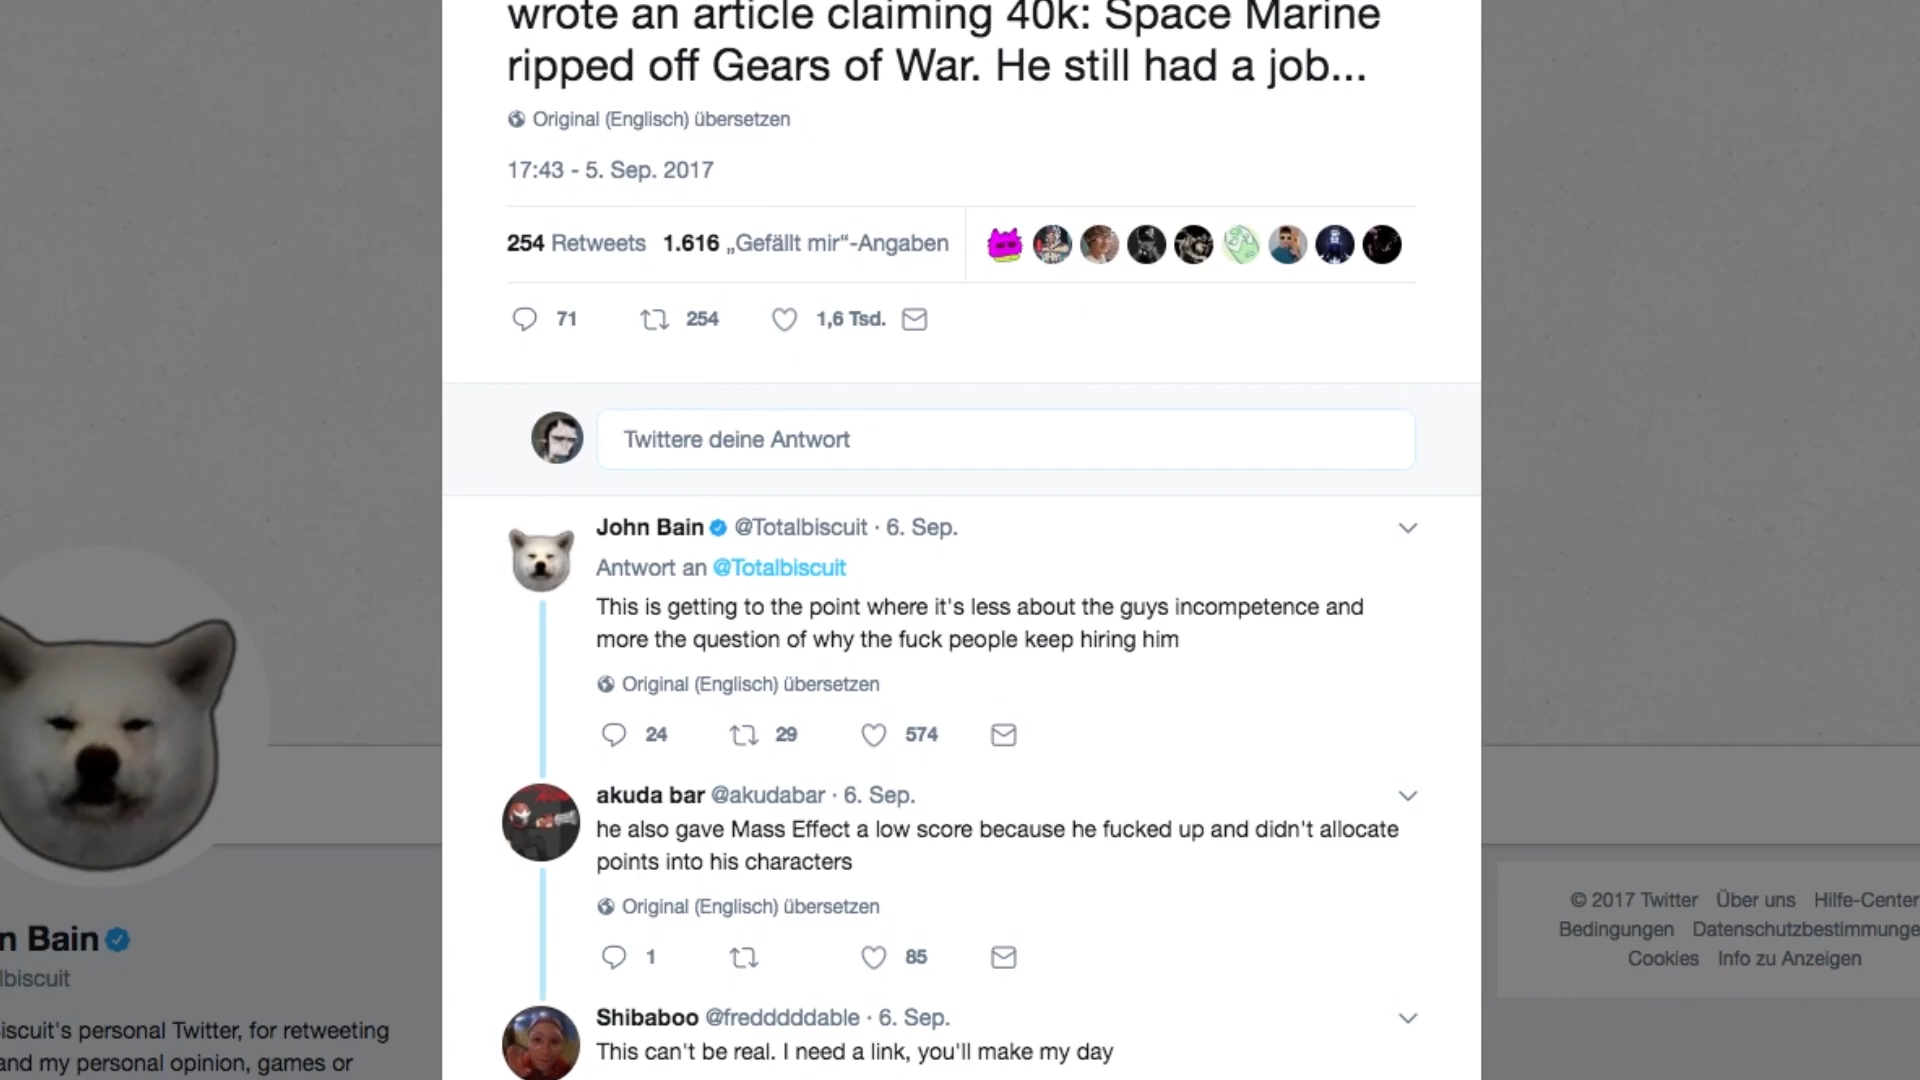 wrote an article claiming 40k: Space Marine
ripped off Gears of War. He still had a job...
Original (Englisch) übersetzen
17:43 - 5. Sep. 2017
254 Retweets 1.616 „Gefällt mir“-Angaben
71 254 1,6 Tsd.
Twittere deine Antwort
John Bain @Totalbiscuit · 6. Sep.
Antwort an @Totalbiscuit
This is getting to the point where it's less about the guys incompetence and
more the question of why the fuck people keep hiring him
Original (Englisch) übersetzen
24 29 574
akuda bar @akudabar · 6. Sep.
he also gave Mass Effect a low score because he fucked up and didn't allocate
points into his characters
Original (Englisch) übersetzen
1 85
Shibaboo @fredddddable · 6. Sep.
This can't be real. I need a link, you'll make my day
n Bain
lbiscuit
iscuit's personal Twitter, for retweeting
and my personal opinion, games or
© 2017 Twitter Über uns Hilfe-Center
Bedingungen Datenschutzbestimmunge
Cookies Info zu Anzeigen